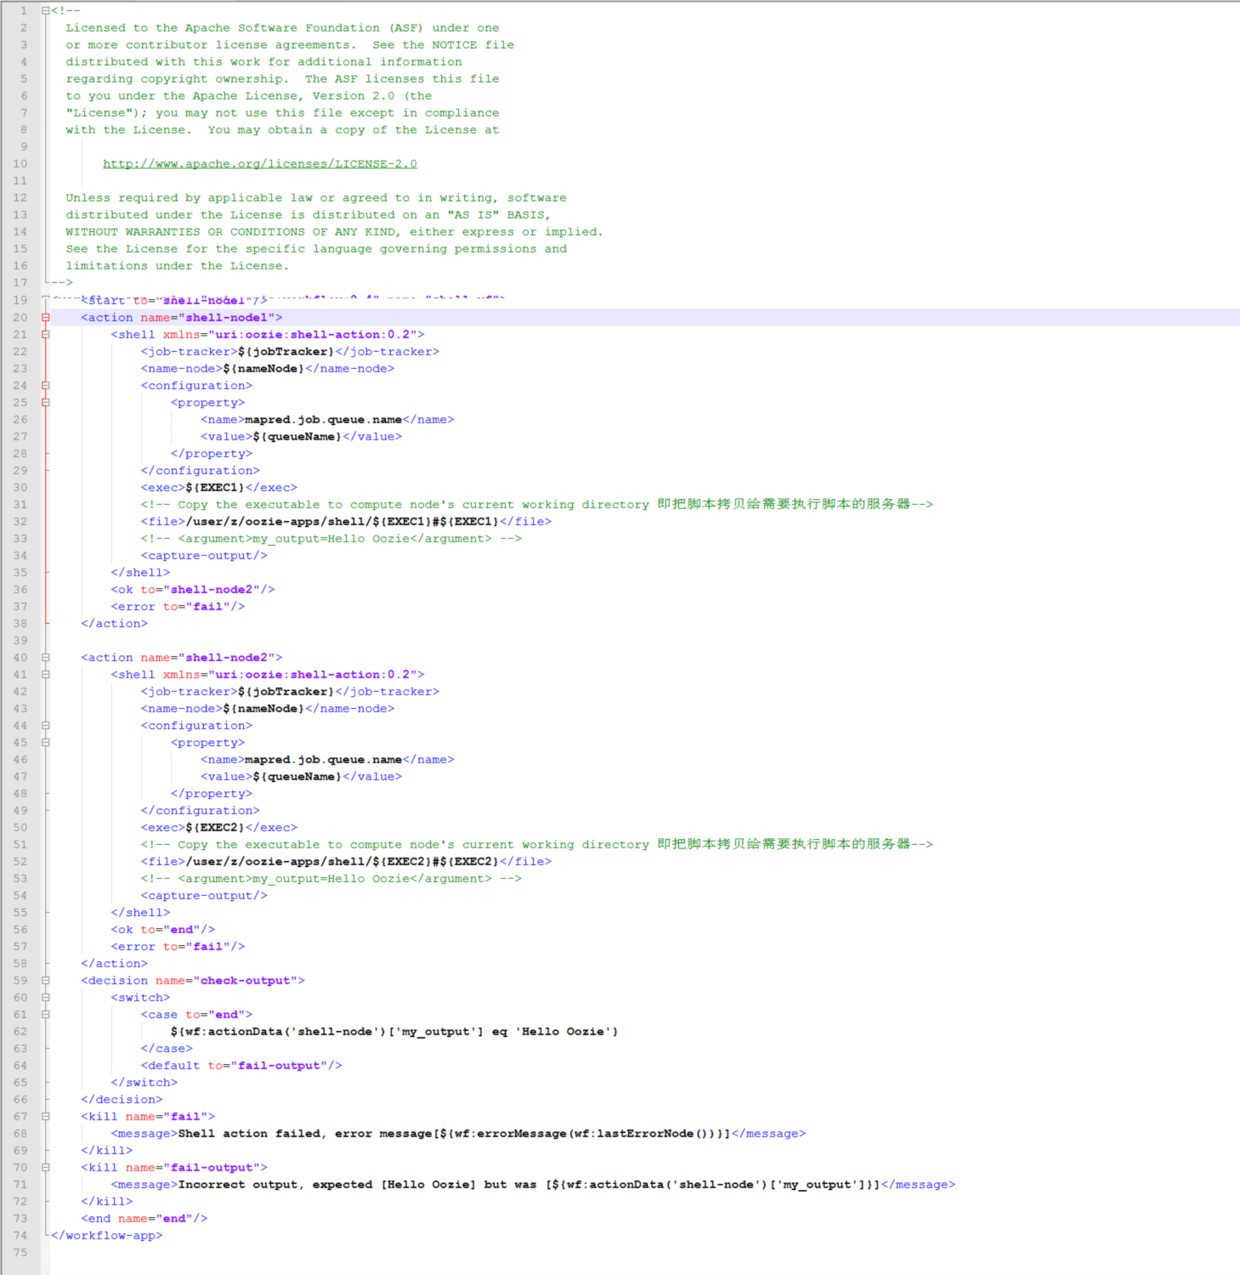 1 <!--
2 Licensed to the Apache Software Foundation (ASF) under one
3 or more contributor license agreements.  See the NOTICE file
4 distributed with this work for additional information
5 regarding copyright ownership.  The ASF licenses this file
6 to you under the Apache License, Version 2.0 (the
7 "License"); you may not use this file except in compliance
8 with the License.  You may obtain a copy of the License at
9
10 http://www.apache.org/licenses/LICENSE-2.0
11
12 Unless required by applicable law or agreed to in writing, software
13 distributed under the License is distributed on an "AS IS" BASIS,
14 WITHOUT WARRANTIES OR CONDITIONS OF ANY KIND, either express or implied.
15 See the License for the specific language governing permissions and
16 limitations under the License.
17 -->
19 <start to="shell-node1"/>
20 <action name="shell-node1">
21 <shell xmlns="uri:oozie:shell-action:0.2">
22 <job-tracker>${jobTracker}</job-tracker>
23 <name-node>${nameNode}</name-node>
24 <configuration>
25 <property>
26 <name>mapred.job.queue.name</name>
27 <value>${queueName}</value>
28 </property>
29 </configuration>
30 <exec>${EXEC1}</exec>
31 <!-- Copy the executable to compute node's current working directory 即把脚本拷贝给需要执行脚本的服务器-->
32 <file>/user/z/oozie-apps/shell/${EXEC1}#${EXEC1}</file>
33 <!-- <argument>my_output=Hello Oozie</argument> -->
34 <capture-output/>
35 </shell>
36 <ok to="shell-node2"/>
37 <error to="fail"/>
38 </action>
39
40 <action name="shell-node2">
41 <shell xmlns="uri:oozie:shell-action:0.2">
42 <job-tracker>${jobTracker}</job-tracker>
43 <name-node>${nameNode}</name-node>
44 <configuration>
45 <property>
46 <name>mapred.job.queue.name</name>
47 <value>${queueName}</value>
48 </property>
49 </configuration>
50 <exec>${EXEC2}</exec>
51 <!-- Copy the executable to compute node's current working directory 即把脚本拷贝给需要执行脚本的服务器-->
52 <file>/user/z/oozie-apps/shell/${EXEC2}#${EXEC2}</file>
53 <!-- <argument>my_output=Hello Oozie</argument> -->
54 <capture-output/>
55 </shell>
56 <ok to="end"/>
57 <error to="fail"/>
58 </action>
59 <decision name="check-output">
60 <switch>
61 <case to="end">
62 ${wf:actionData('shell-node')['my_output'] eq 'Hello Oozie'}
63 </case>
64 <default to="fail-output"/>
65 </switch>
66 </decision>
67 <kill name="fail">
68 <message>Shell action failed, error message[${wf:errorMessage(wf:lastErrorNode())}]</message>
69 </kill>
70 <kill name="fail-output">
71 <message>Incorrect output, expected [Hello Oozie] but was [${wf:actionData('shell-node')['my_output']}]</message>
72 </kill>
73 <end name="end"/>
74 </workflow-app>
75